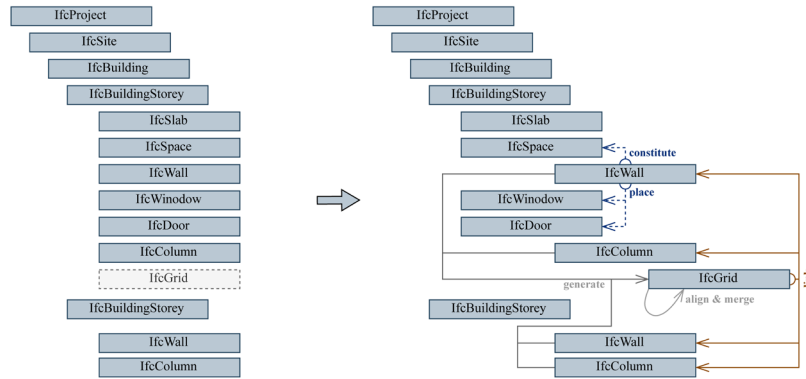 IfcProject
IfcSite
IfcBuilding
IfcBuildingStorey
IfcSlab
IfcSpace
IfcWall
IfcWinodow
IfcDoor
IfcColumn
IfcGrid
IfcBuildingStorey
IfcWall
IfcColumn
IfcProject
IfcSite
IfcBuilding
IfcBuildingStorey
IfcSlab
IfcSpace
constitute
IfcWall
place
IfcWinodow
IfcDoor
IfcColumn
IfcGrid
generate
align & merge
IfcBuildingStorey
IfcWall
IfcColumn